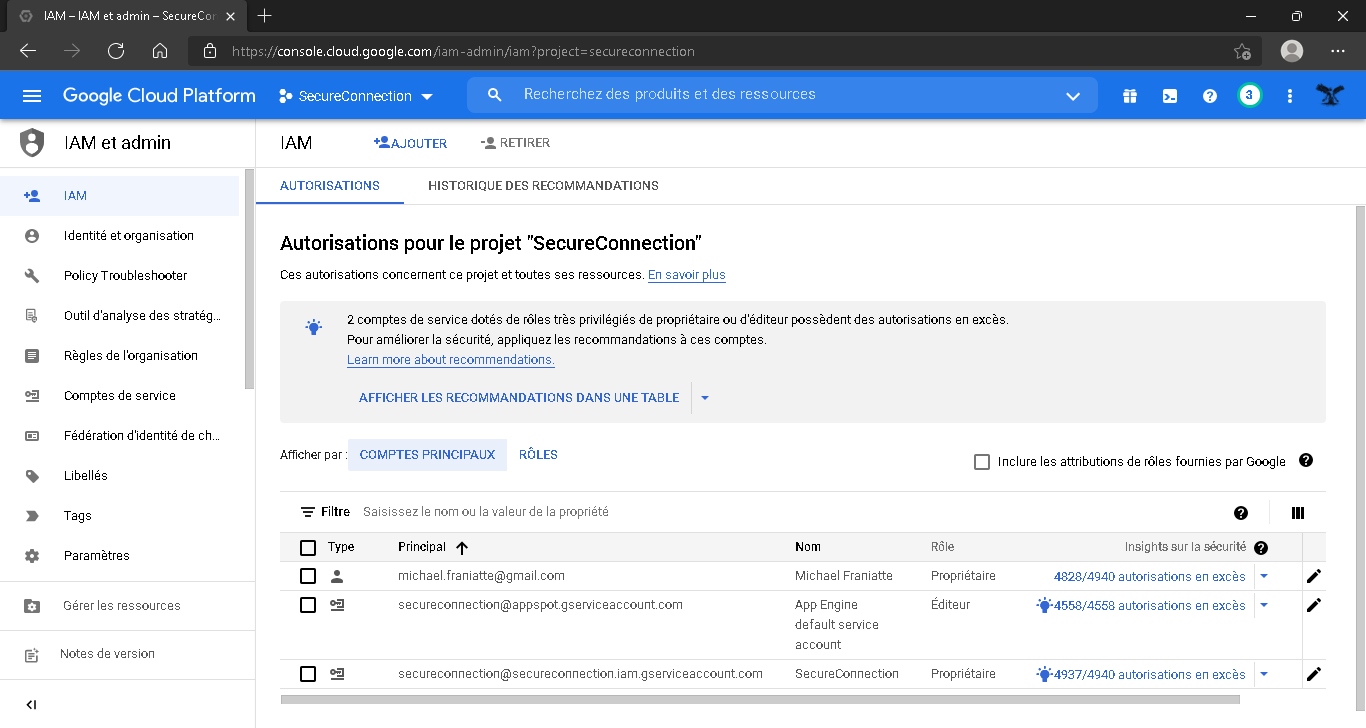 IAM – IAM et admin – SecureCor
https://console.cloud.google.com/iam-admin/iam?project=secureconnection
Google Cloud Platform
SecureConnection
Recherchez des produits et des ressources
3
IAM et admin
IAM
AJOUTER
RETIRER
IAM
Identité et organisation
Policy Troubleshooter
Outil d'analyse des stratég...
Règles de l'organisation
Comptes de service
Fédération d'identité de ch...
Libellés
Tags
Paramètres
Gérer les ressources
Notes de version
AUTORISATIONS
HISTORIQUE DES RECOMMANDATIONS
Autorisations pour le projet "SecureConnection"
Ces autorisations concernent ce projet et toutes ses ressources. En savoir plus
2 comptes de service dotés de rôles très privilégiés de propriétaire ou d'éditeur possèdent des autorisations en excès.
Pour améliorer la sécurité, appliquez les recommandations à ces comptes.
Learn more about recommendations.
AFFICHER LES RECOMMANDATIONS DANS UNE TABLE
Afficher par : COMPTES PRINCIPAUX RÔLES
Inclure les attributions de rôles fournies par Google
Filtre Saisissez le nom ou la valeur de la propriété
Type Principal Nom Rôle Insights sur la sécurité
michael.franiatte@gmail.com Michael Franiatte Propriétaire 4828/4940 autorisations en excès
secureconnection@appspot.gserviceaccount.com App Engine Éditeur 4558/4558 autorisations en excès
default service
account
secureconnection@secureconnection.iam.gserviceaccount.com SecureConnection Propriétaire 4937/4940 autorisations en excès